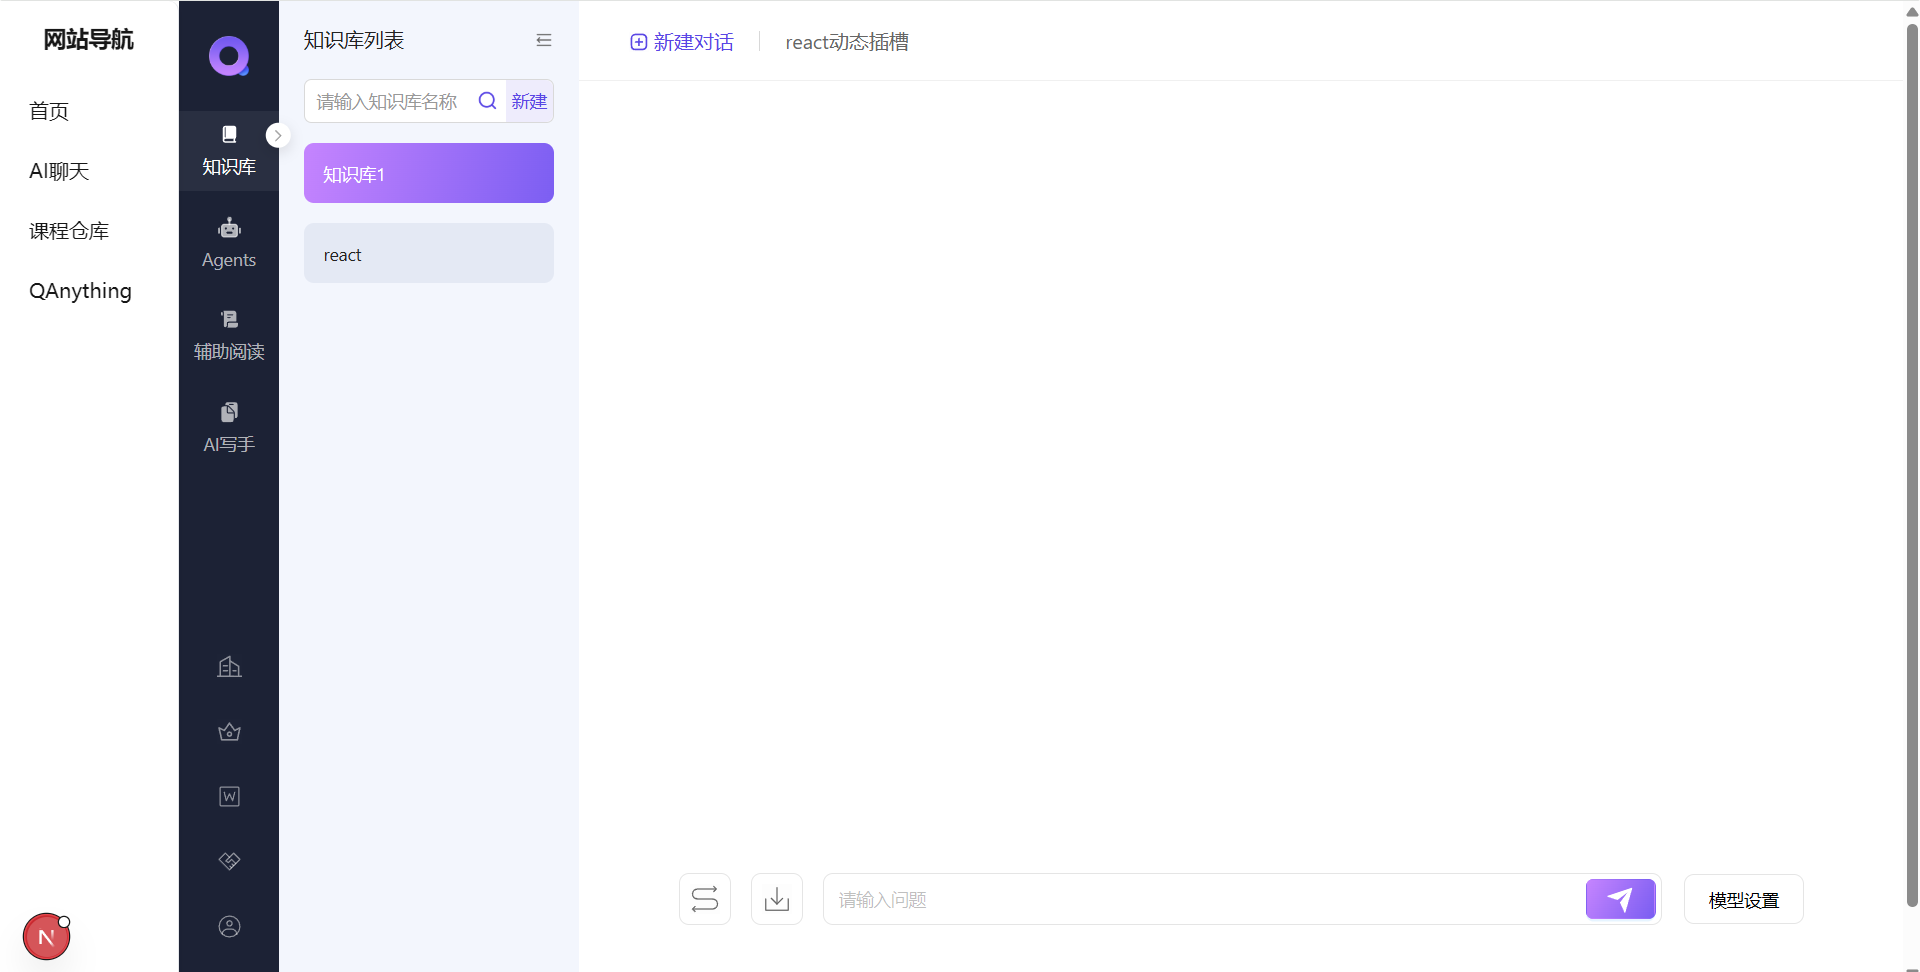 网站导航
首页
AI聊天
课程仓库
QAnything
知识库
Agents
辅助阅读
AI写手
W
N
知识库列表
请输入知识库名称
新建
知识库1
react
新建对话
react动态插槽
请输入问题
模型设置